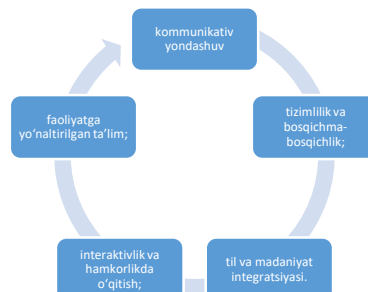 kommunikativ
yondashuv
tizimlilik va
bosqichma-
bosqichlik;
til va madaniyat
integratsiyasi.
interaktivlik va
hamkorlikda
o‘qitish;
faoliyatga
yo‘naltirilgan ta’lim;